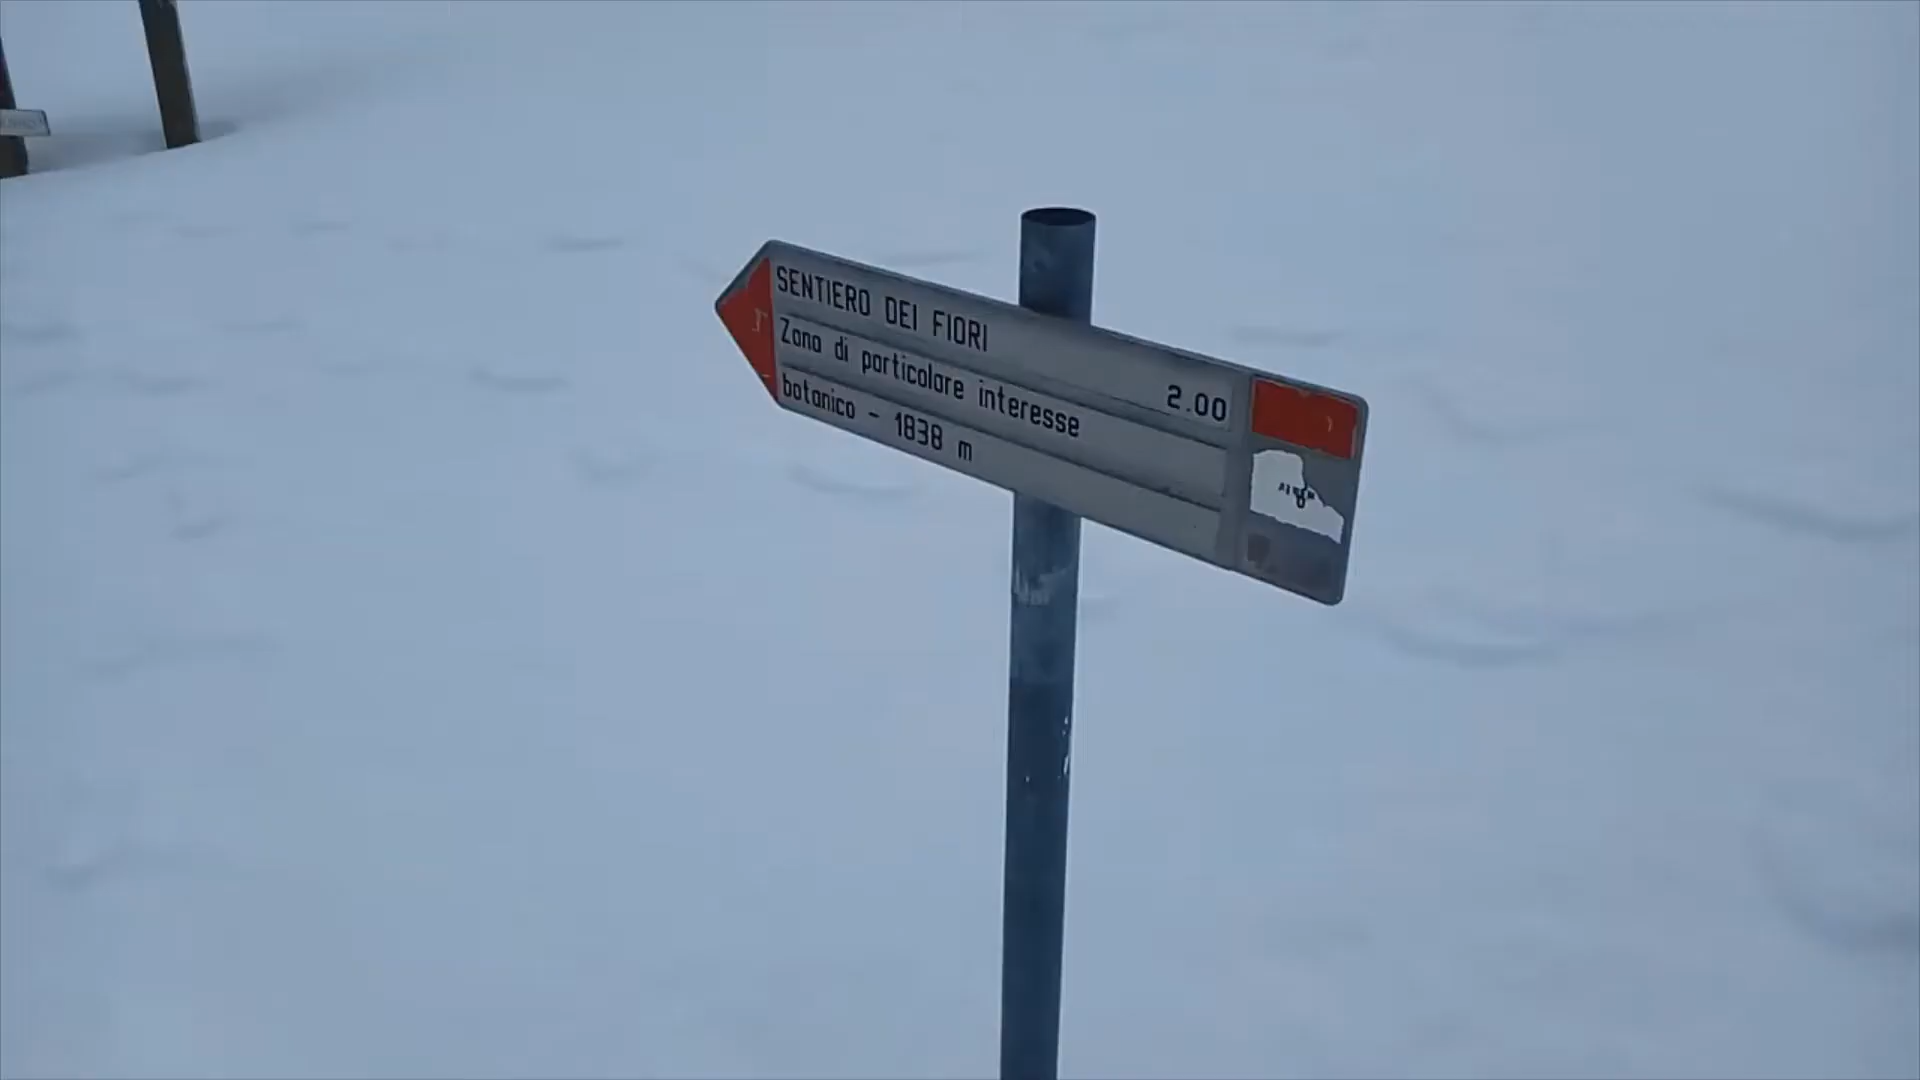 SENTIERO DEI FIORI 2.00
Zona di particolare interesse
botanico - 1838 m